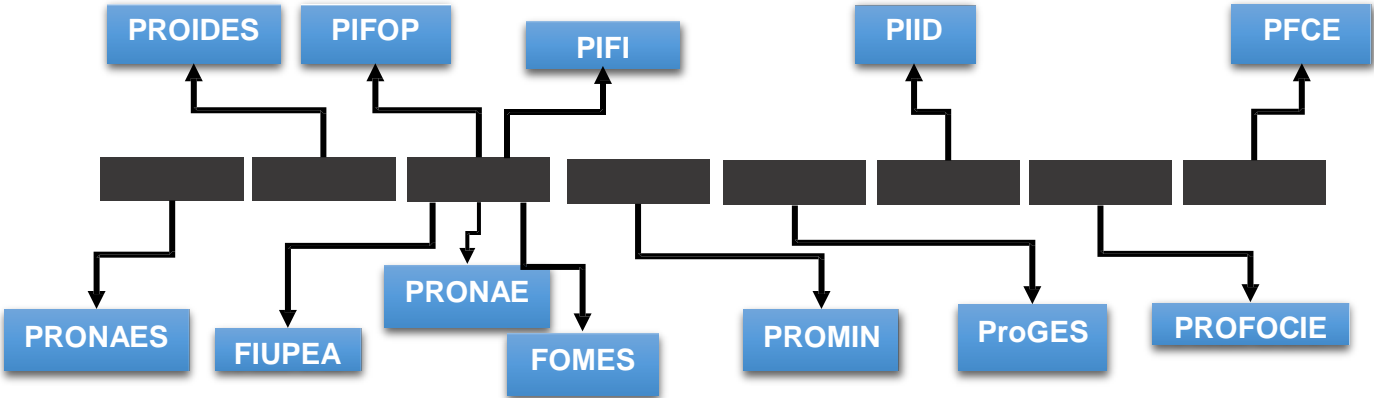 PROIDES
PIFOP
PIFI
PIID
PFCE
PRONAES
FIUPEA
PRONAE
FOMES
PROMIN
ProGES
PROFOCIE